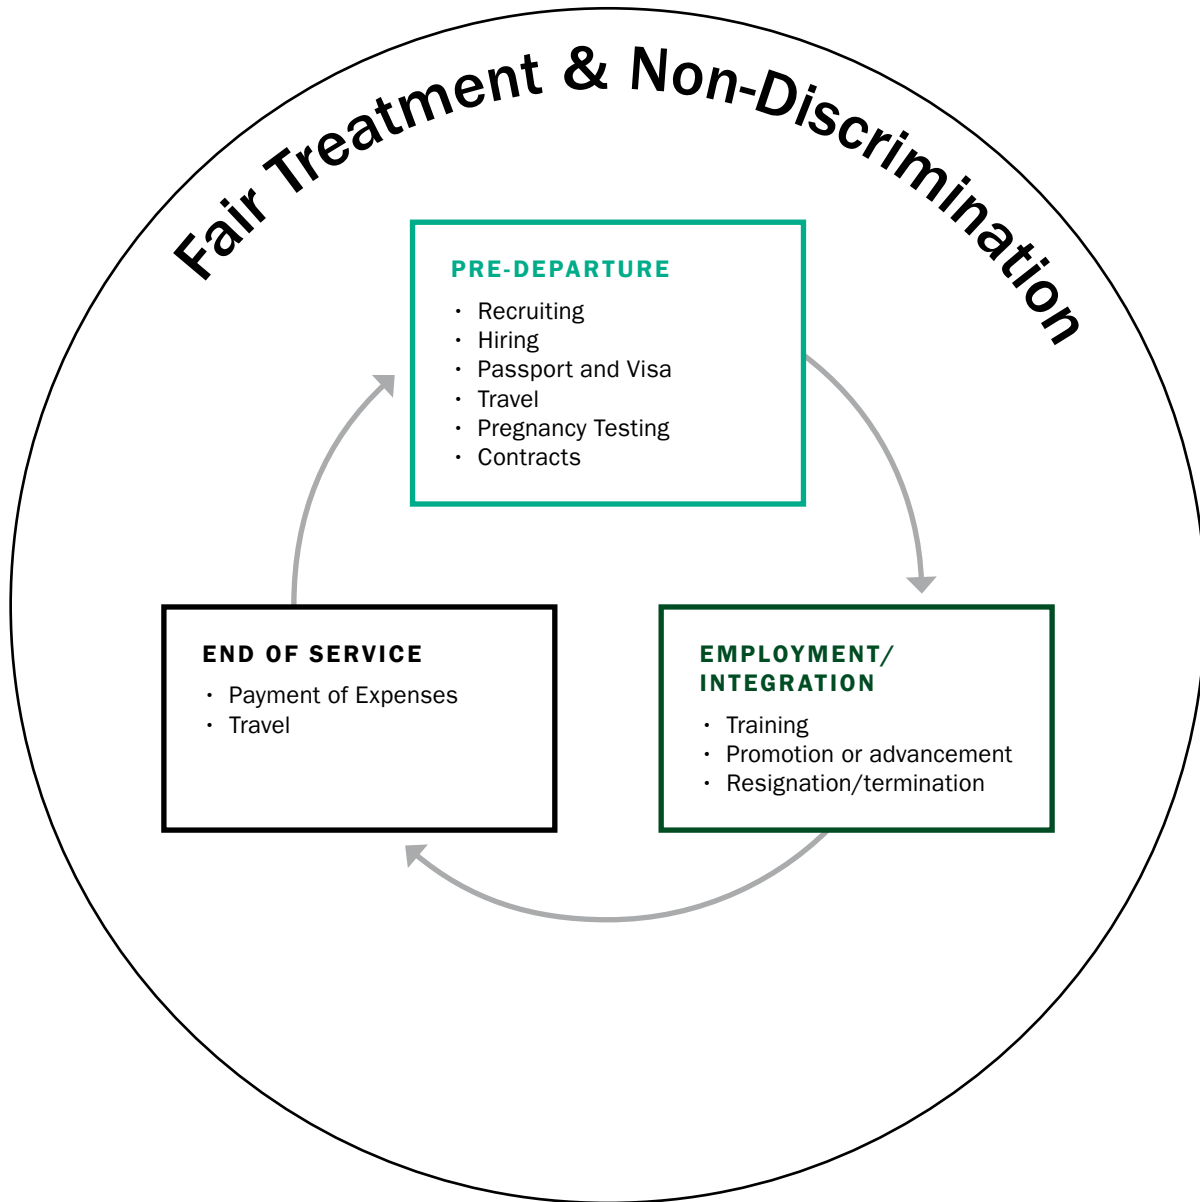 Fair Treatment & Non-Discrimination
PRE-DEPARTURE
· Recruiting
· Hiring
· Passport and Visa
· Travel
· Pregnancy Testing
· Contracts
END OF SERVICE
· Payment of Expenses
· Travel
EMPLOYMENT/
INTEGRATION
· Training
· Promotion or advancement
· Resignation/termination